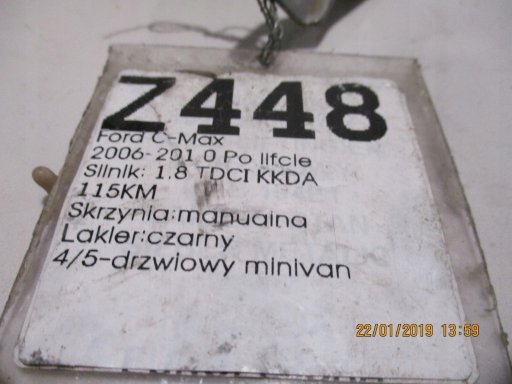 Z448
Ford C-Max
2006-2010 Po lifcie
Silnik: 1.8 TDCI KKDA
115KM
Skrzynia:manualna
Lakier:czarny
4/5-drzwiowy minivan
22/01/2019 13:59